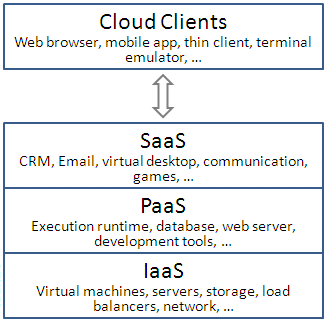 Cloud Clients
Web browser, mobile app, thin client, terminal
emulator, ...
SaaS
CRM, Email, virtual desktop, communication,
games, ...
PaaS
Execution runtime, database, web server,
development tools, ...
IaaS
Virtual machines, servers, storage, load
balancers, network, ...